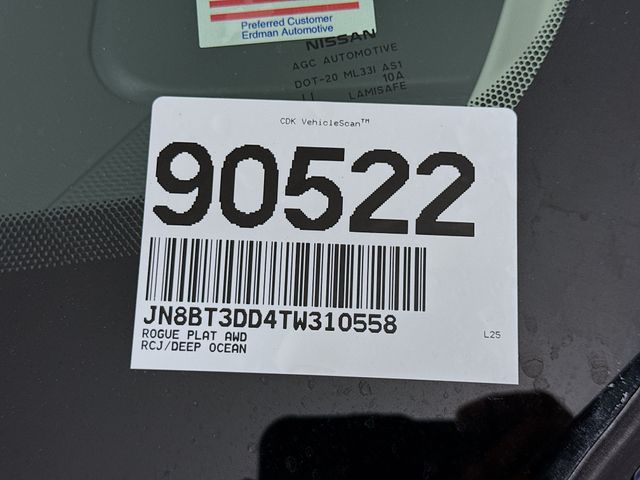 Preferred Customer
Erdman Automotive
NISSAN
AGC AUTOMOTIVE
DOT-20 ML33I AS1
10A
LAMISAFE
CDK VehicleScan™
90522
JN8BT3DD4TW310558
ROGUE PLAT AWD
RCJ/DEEP OCEAN
L25